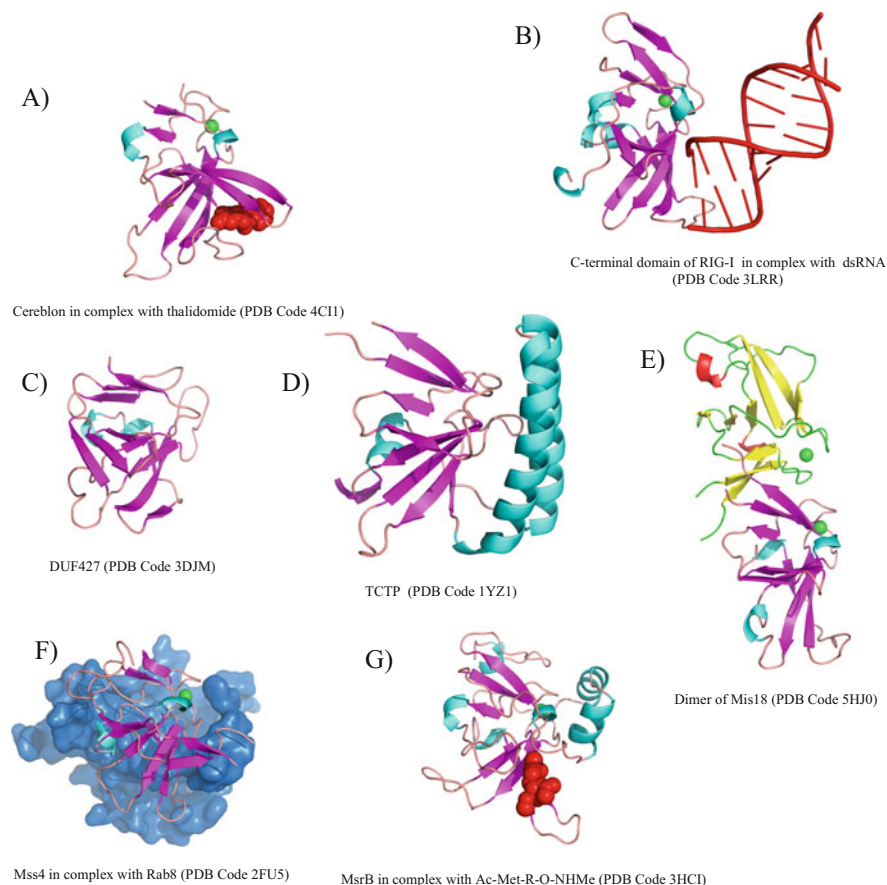 A)
Cereblon in complex with thalidomide (PDB Code 4CI1)
B)
C-terminal domain of RIG-I in complex with dsRNA
(PDB Code 3LRR)
C)
DUF427 (PDB Code 3DJM)
D)
TCTP (PDB Code 1YZ1)
E)
Dimer of Mis18 (PDB Code 5HJ0)
F)
Mss4 in complex with Rab8 (PDB Code 2FU5)
G)
MsrB in complex with Ac-Met-R-O-NHMe (PDB Code 3HCI)